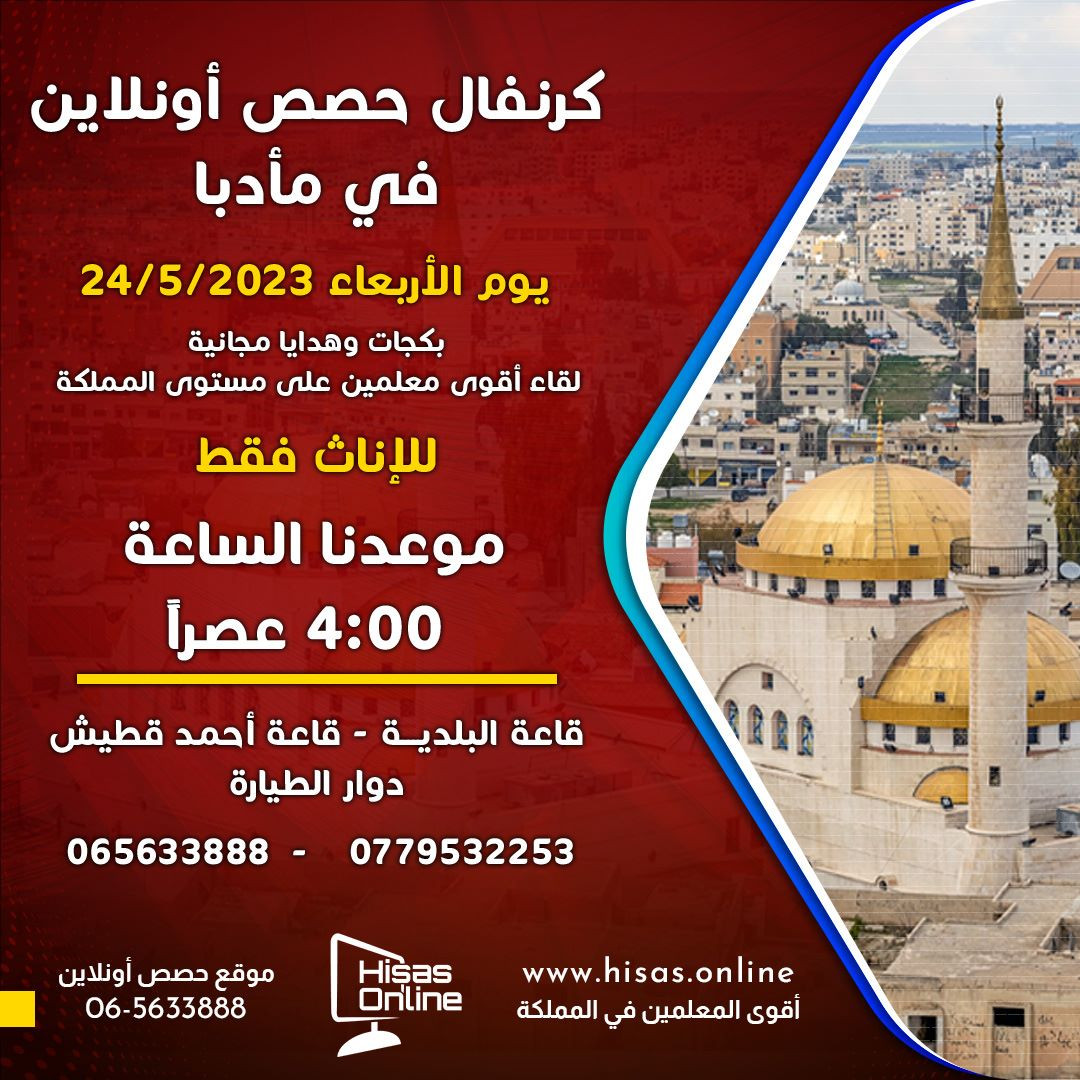 كرنفال حصص أونلاين
في مأدبا
يوم الأربعاء 24/5/2023
بكجات وهدايا مجانية
لقاء أقوى معلمين على مستوى المملكة
للإناث فقط
موعدنا الساعة
4:00 عصراً
قاعة البلديـة - قاعة أحمد قطيش
دوار الطيارة
0779532253 - 065633888
www.hisas.online
أقوى المعلمين في المملكة
Hisas
Online
موقع حصص أونلاين
06-5633888